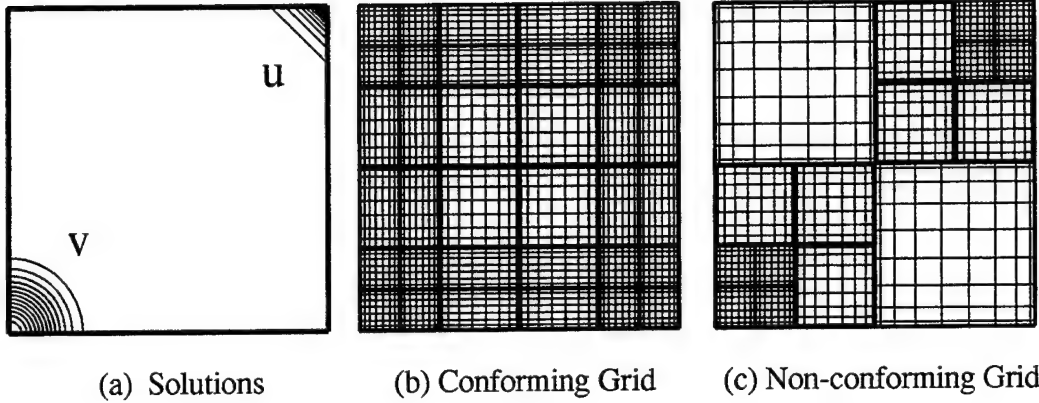 u
v
(a) Solutions
(b) Conforming Grid
(c) Non-conforming Grid